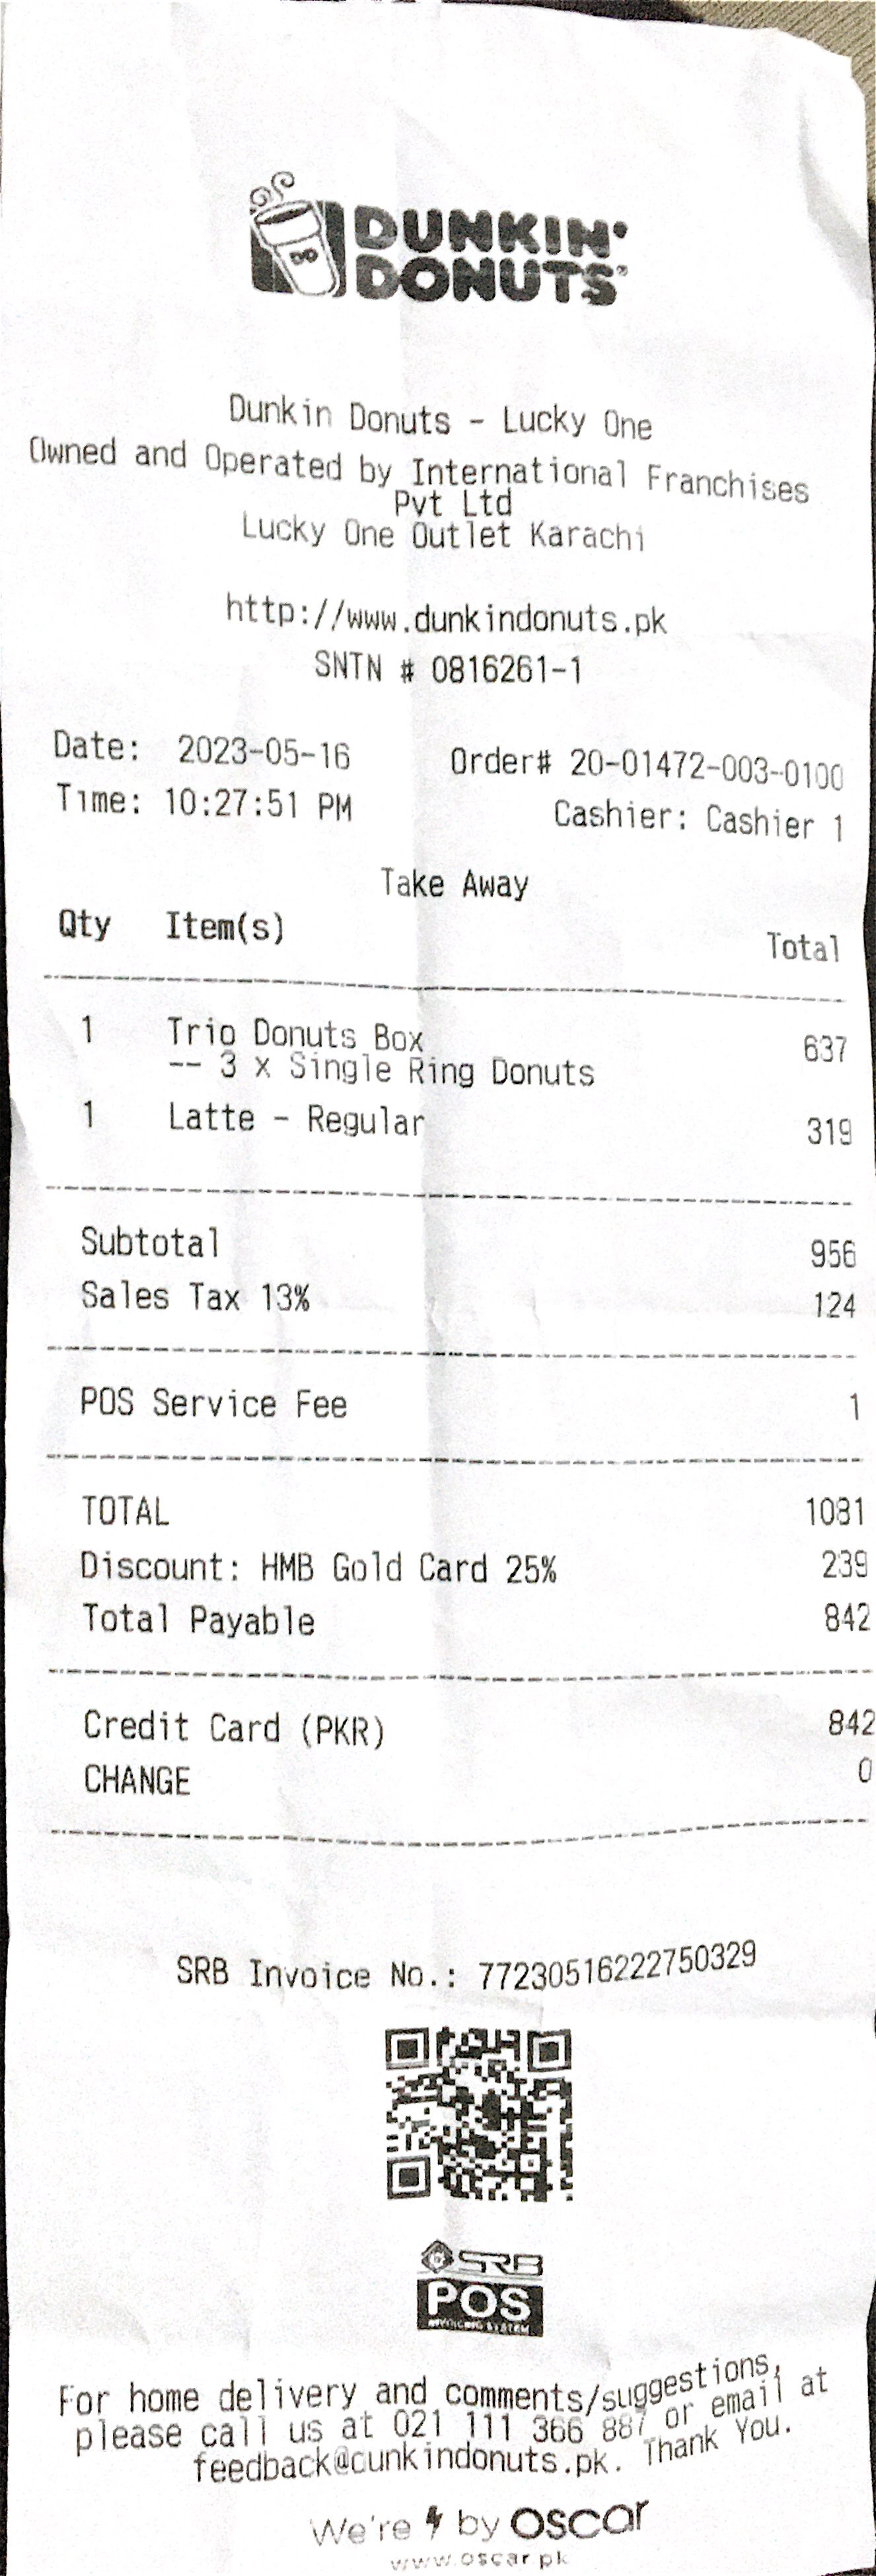 DUNKIN'
DONUTS
Dunkin Donuts - Lucky One
Owned and Operated by International Franchises
Pvt Ltd
Lucky One Outlet Karachi
http://www.dunkindonuts.pk
SNTN # 0816261-1
Date: 2023-05-16 Order# 20-01472-003-0100
Time: 10:27:51 PM Cashier: Cashier 1
Take Away
Qty Item(s) Total
1 Trio Donuts Box 637
-- 3 x Single Ring Donuts
1 Latte - Regular 319
Subtotal 956
Sales Tax 13% 124
POS Service Fee 1
TOTAL 1081
Discount: HMB Gold Card 25% 239
Total Payable 842
Credit Card (PKR) 842
CHANGE 0
SRB Invoice No.: 77230516222750329
SRB
POS
For home delivery and comments/suggestions,
please call us at 021 111 366 887 or email at
feedback@dunkindonuts.pk. Thank You.
We're by oscar
www.oscar.pk